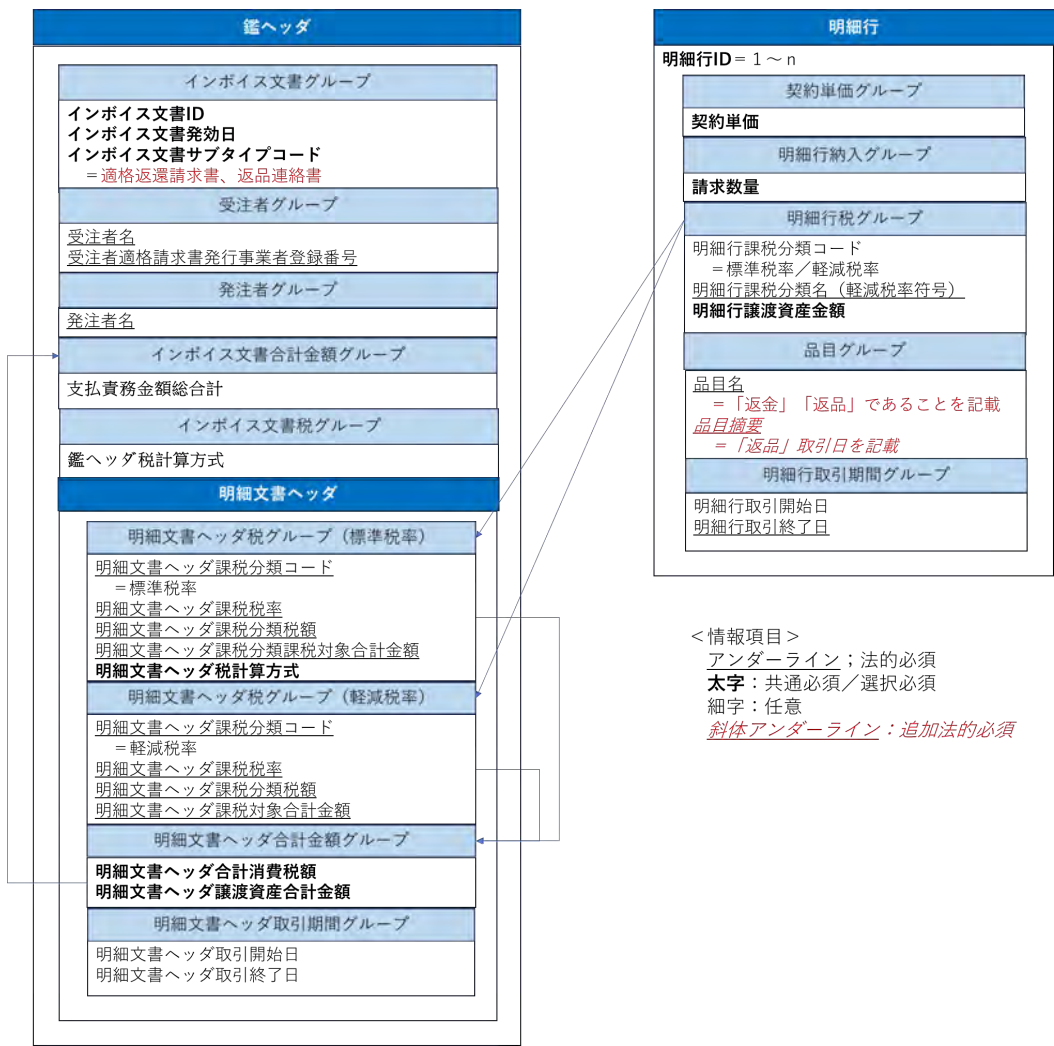 鑑ヘッダ
インボイス文書グループ
インボイス文書ID
インボイス文書発効日
インボイス文書サブタイプコード
＝適格返還請求書、返品連絡書
受注者グループ
受注者名
受注者適格請求書発行事業者登録番号
発注者グループ
発注者名
インボイス文書合計金額グループ
支払責務金額総合計
インボイス文書税グループ
鑑ヘッダ税計算方式
明細文書ヘッダ
明細文書ヘッダ税グループ（標準税率）
明細文書ヘッダ課税分類コード
＝標準税率
明細文書ヘッダ課税税率
明細文書ヘッダ課税分類税額
明細文書ヘッダ課税分類課税対象合計金額
明細文書ヘッダ税計算方式
明細文書ヘッダ税グループ（軽減税率）
明細文書ヘッダ課税分類コード
＝軽減税率
明細文書ヘッダ課税税率
明細文書ヘッダ課税分類税額
明細文書ヘッダ課税対象合計金額
明細文書ヘッダ合計金額グループ
明細文書ヘッダ合計消費税額
明細文書ヘッダ譲渡資産合計金額
明細文書ヘッダ取引期間グループ
明細文書ヘッダ取引開始日
明細文書ヘッダ取引終了日
明細行
明細行ID＝１～ｎ
契約単価グループ
契約単価
明細行納入グループ
請求数量
明細行税グループ
明細行課税分類コード
＝標準税率／軽減税率
明細行課税分類名（軽減税率符号）
明細行譲渡資産金額
品目グループ
品目名
＝「返金」「返品」であることを記載
品目摘要
＝「返品」取引日を記載
明細行取引期間グループ
明細行取引開始日
明細行取引終了日
＜情報項目＞
アンダーライン；法的必須
太字：共通必須／選択必須
細字：任意
斜体アンダーライン：追加法的必須